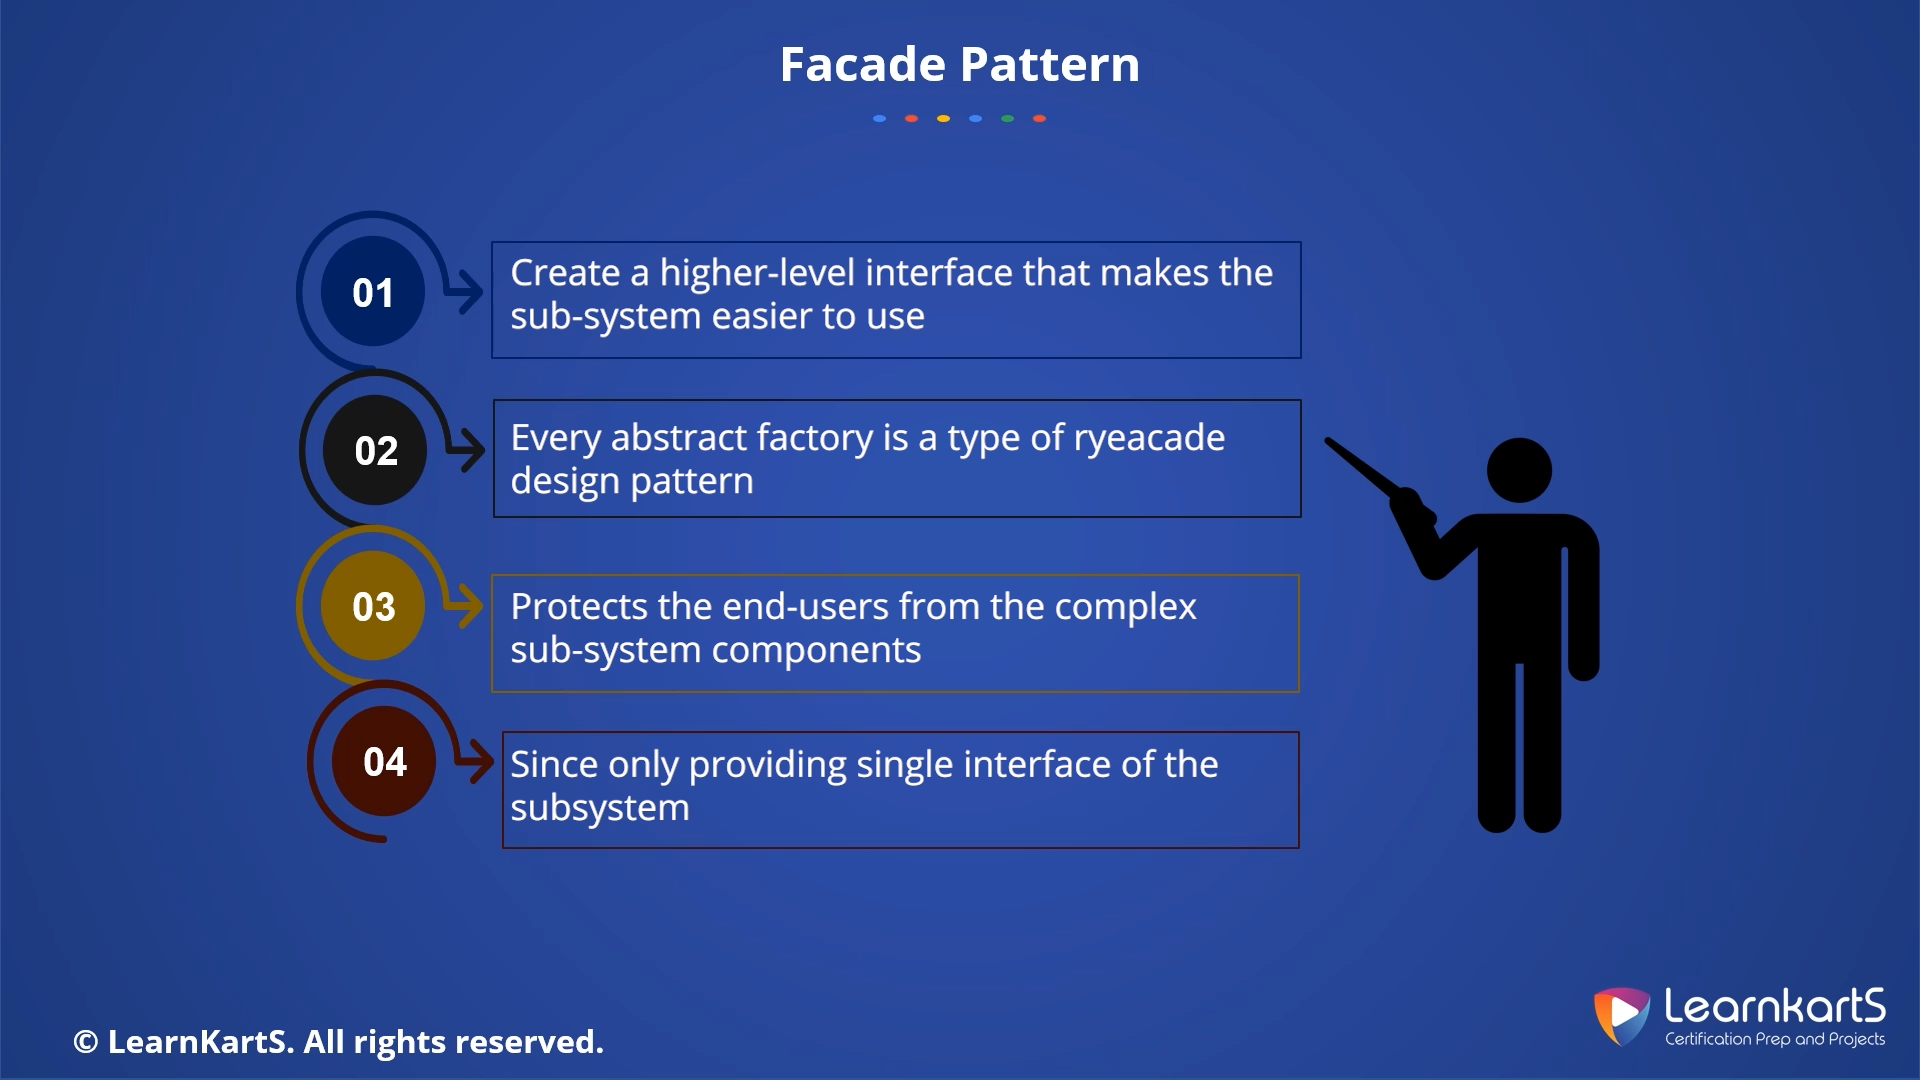 Facade Pattern
01
Create a higher-level interface that makes the
sub-system easier to use
02
Every abstract factory is a type of ryeacade
design pattern
03
Protects the end-users from the complex
sub-system components
04
Since only providing single interface of the
subsystem
© LearnKartS. All rights reserved.
LearnkartS
Certification Prep and Projects